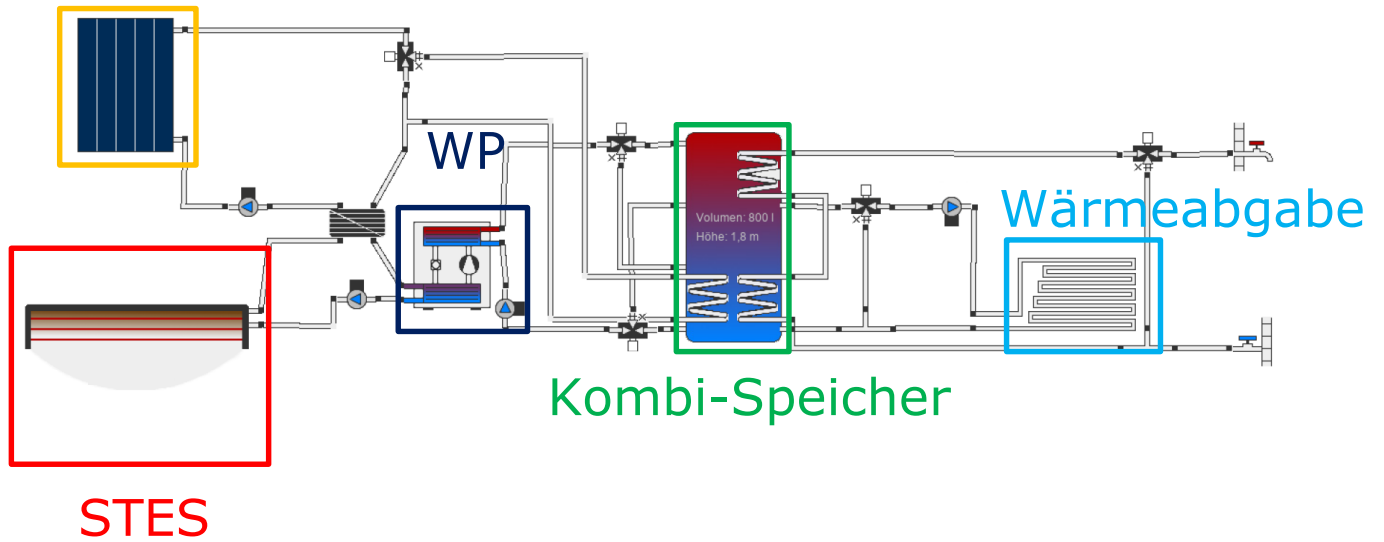 WP
Wärmeabgabe
Volumen: 800 l
Höhe: 1,8 m
Kombi-Speicher
STES